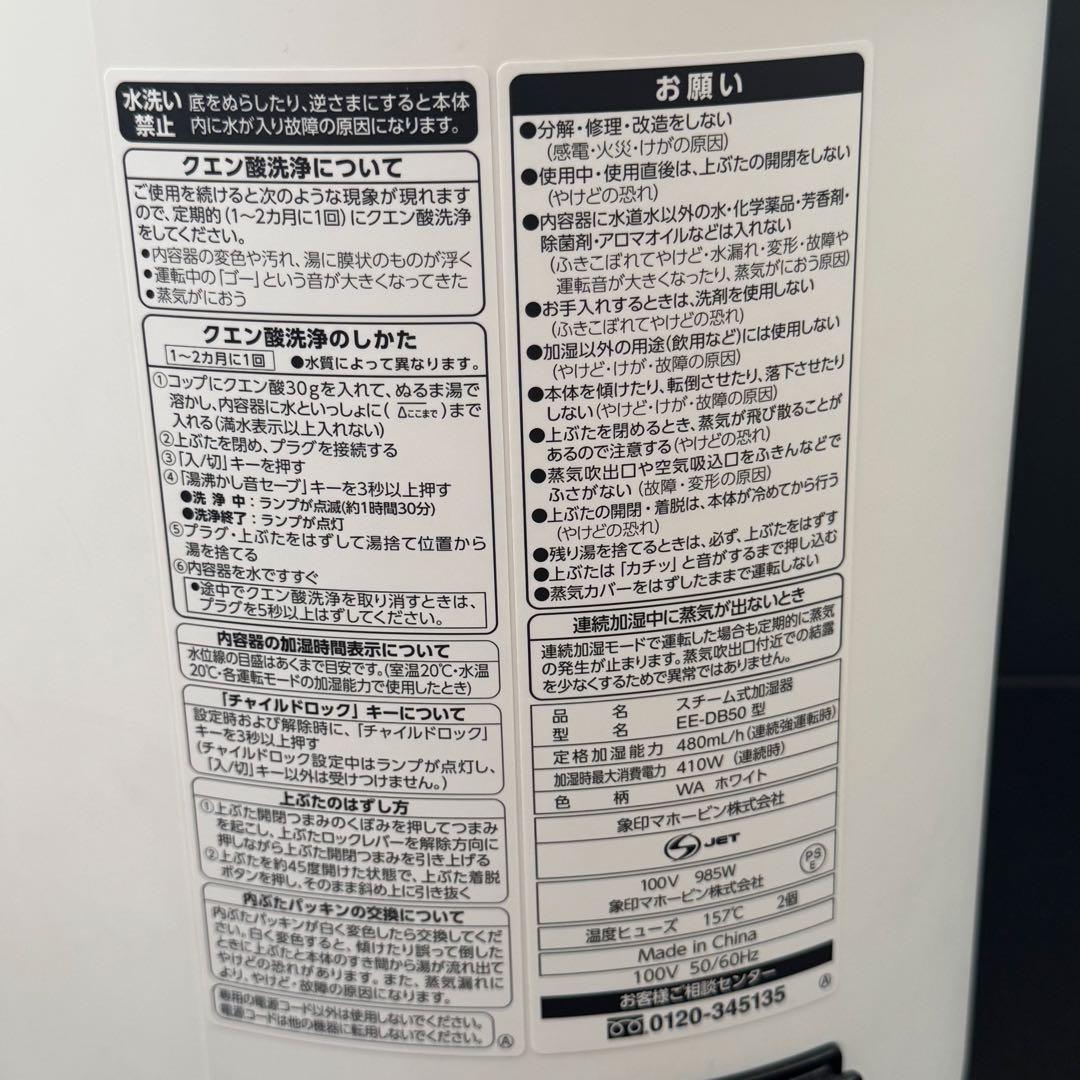 水洗い禁止
底をぬらしたり、逆さまにすると本体
内に水が入り故障の原因になります。
クエン酸洗浄について
ご使用を続けると次のような現象が現れます
ので、定期的(1〜2カ月に1回)にクエン酸洗浄
をしてください。
●内容器の変色や汚れ、湯に膜状のものが浮く
●運転中の「ゴー」という音が大きくなってきた
●蒸気がにおう
クエン酸洗浄のしかた
1〜2カ月に1回 ●水質によって異なります。
①コップにクエン酸30gを入れて、ぬるま湯で
溶かし、内容器に水といっしょに(△ここまで)まで
入れる(満水表示以上入れない)
②上ぶたを閉め、プラグを接続する
③「入/切」キーを押す
④「湯沸かし音セーブ」キーを3秒以上押す
●洗浄中:ランプが点滅(約1時間30分)
●洗浄終了:ランプが点灯
⑤プラグ・上ぶたをはずして湯捨て位置から
湯を捨てる
⑥内容器を水ですすぐ
●途中でクエン酸洗浄を取り消すときは、
プラグを5秒以上はずしてください。
内容器の加湿時間表示について
水位線の目盛はあくまで目安です。(室温20℃・水温
20℃・各運転モードの加湿能力で使用したとき)
「チャイルドロック」キーについて
設定時および解除時に、「チャイルドロック」
キーを3秒以上押す
(チャイルドロック設定中はランプが点灯し、
「入/切」キー以外は受けつけません。)
上ぶたのはずし方
①上ぶた開閉つまみのくぼみを押してつまみ
を起こし、上ぶたロックレバーを解除方向に
押しながら上ぶた開閉つまみを引き上げる
②上ぶたを約45度開けた状態で、上ぶた着脱
ボタンを押し、そのまま斜め上に引き抜く
内ぶたパッキンの交換について
内ぶたパッキンが白く変色したら交換してくだ
さい。白く変色すると、傾けたり誤って倒した
ときに上ぶたと本体のすき間から湯が流れ出て
やけどの恐れがあります。また、蒸気漏れに
より、やけど・故障の原因になります。
専用の電源コード以外は使用しないでください。
電源コードは他の機器に転用しないでください。
Ⓐ
お願い
●分解・修理・改造をしない
(感電・火災・けがの原因)
●使用中・使用直後は、上ぶたの開閉をしない
(やけどの恐れ)
●内容器に水道水以外の水・化学薬品・芳香剤・
除菌剤・アロマオイルなどは入れない
(ふきこぼれてやけど・水漏れ・変形・故障や
運転音が大きくなったり、蒸気がにおう原因)
●お手入れするときは、洗剤を使用しない
(ふきこぼれてやけどの恐れ)
●加湿以外の用途(飲用など)には使用しない
(やけど・けが・故障の原因)
●本体を傾けたり、転倒させたり、落下させたり
しない(やけど・けが・故障の原因)
●上ぶたを閉めるとき、蒸気が飛び散ることが
あるので注意する(やけどの恐れ)
●蒸気吹出口や空気吸込口をふきんなどで
ふさがない(故障・変形の原因)
●上ぶたの開閉・着脱は、本体が冷めてから行う
(やけどの恐れ)
●残り湯を捨てるときは、必ず、上ぶたをはずす
●上ぶたは「カチッ」と音がするまで押し込む
●蒸気カバーをはずしたままで運転しない
連続加湿中に蒸気が出ないとき
連続加湿モードで運転した場合も定期的に蒸気
の発生が止まります。蒸気吹出口付近での結露
を少なくするためで異常ではありません。
品名 スチーム式加湿器
型名 EE-DB50 型
定格加湿能力 480mL/h(連続強運転時)
加湿時最大消費電力 410W(連続時)
色柄 WA ホワイト
象印マホービン株式会社
JET
100V 985W
象印マホービン株式会社
PS
E
温度ヒューズ 157℃ 2個
Made in China
100V 50/60Hz
お客様ご相談センター
0120-345135
Ⓐ